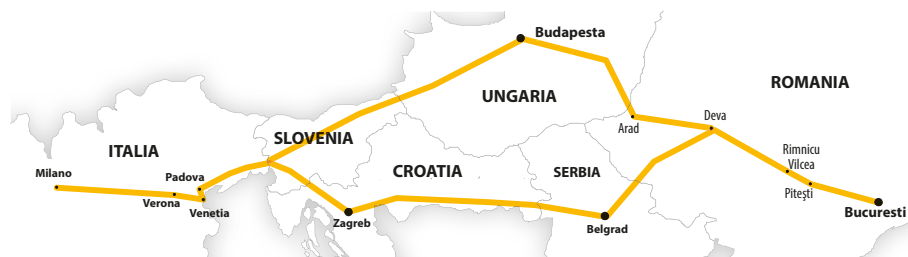 Budapesta
ROMANIA
UNGARIA
Deva
Arad
SLOVENIA
ITALIA
Rimnicu
Vilcea
CROATIA
SERBIA
Milano
Padova
Pitești
Verona
Venetia
Zagreb
Belgrad
Bucuresti